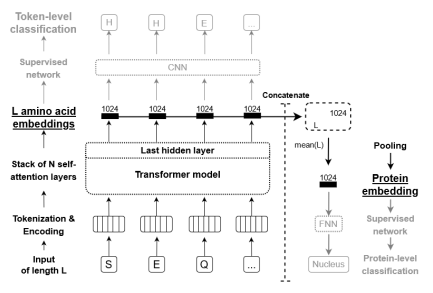 Token-level
classification
H H E ...
Supervised
network
CNN
Concatenate
L amino acid
embeddings
1024 1024 1024 1024
1024
L
mean(L)
Last hidden layer
Stack of N self-
attention layers
Transformer model
Pooling
1024
Protein
embedding
Tokenization &
Encoding
FNN
Supervised
network
Input
of length L
S E Q ...
Nucleus
Protein-level
classification